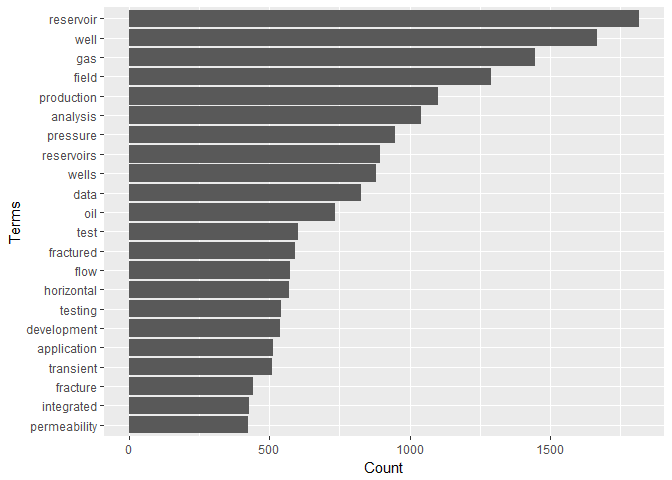 reservoir
well
gas
field
production
analysis
pressure
reservoirs
wells
data
oil
test
fractured
flow
horizontal
testing
development
application
transient
fracture
integrated
permeability
Terms
0 500 1000 1500
Count